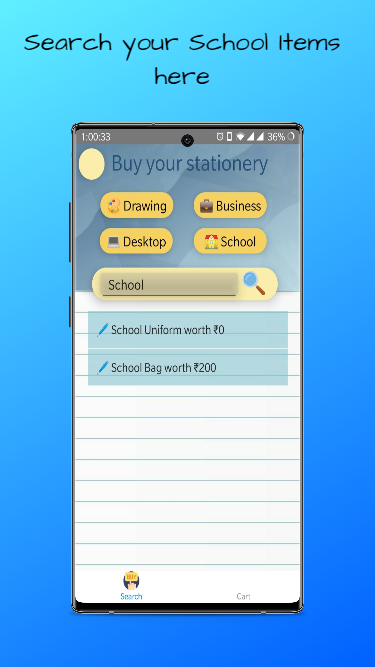 Search your School Items
here
1:00:33
36%
Buy your stationery
Drawing
Business
Desktop
School
School
School Uniform worth ₹0
School Bag worth ₹200
BUY
Search
Cart